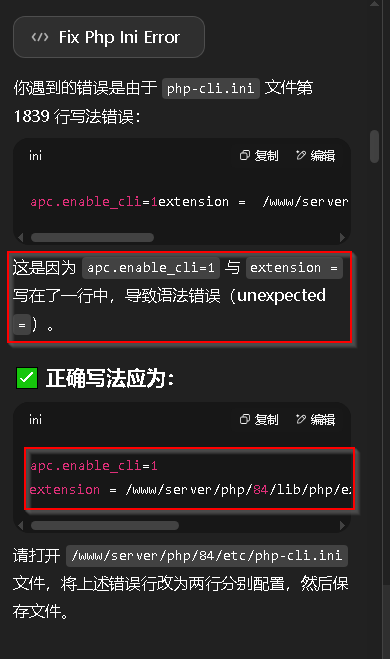 Fix Php Ini Error
你遇到的错误是由于 php-cli.ini 文件第
1839 行写法错误：
ini 复制 编辑
apc.enable_cli=1extension = /www/server
这是因为 apc.enable_cli=1 与 extension =
写在了一行中，导致语法错误（unexpected
=）。
✅ 正确写法应为：
ini 复制 编辑
apc.enable_cli=1
extension = /www/server/php/84/lib/php/ex
请打开 /www/server/php/84/etc/php-cli.ini
文件，将上述错误行改为两行分别配置，然后保
存文件。